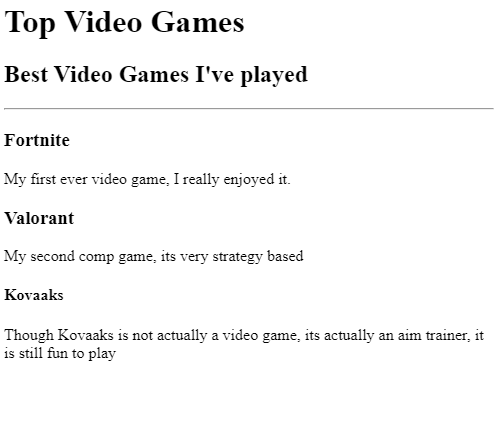 Top Video Games
Best Video Games I've played
Fortnite
My first ever video game, I really enjoyed it.
Valorant
My second comp game, its very strategy based
Kovaaks
Though Kovaaks is not actually a video game, its actually an aim trainer, it
is still fun to play